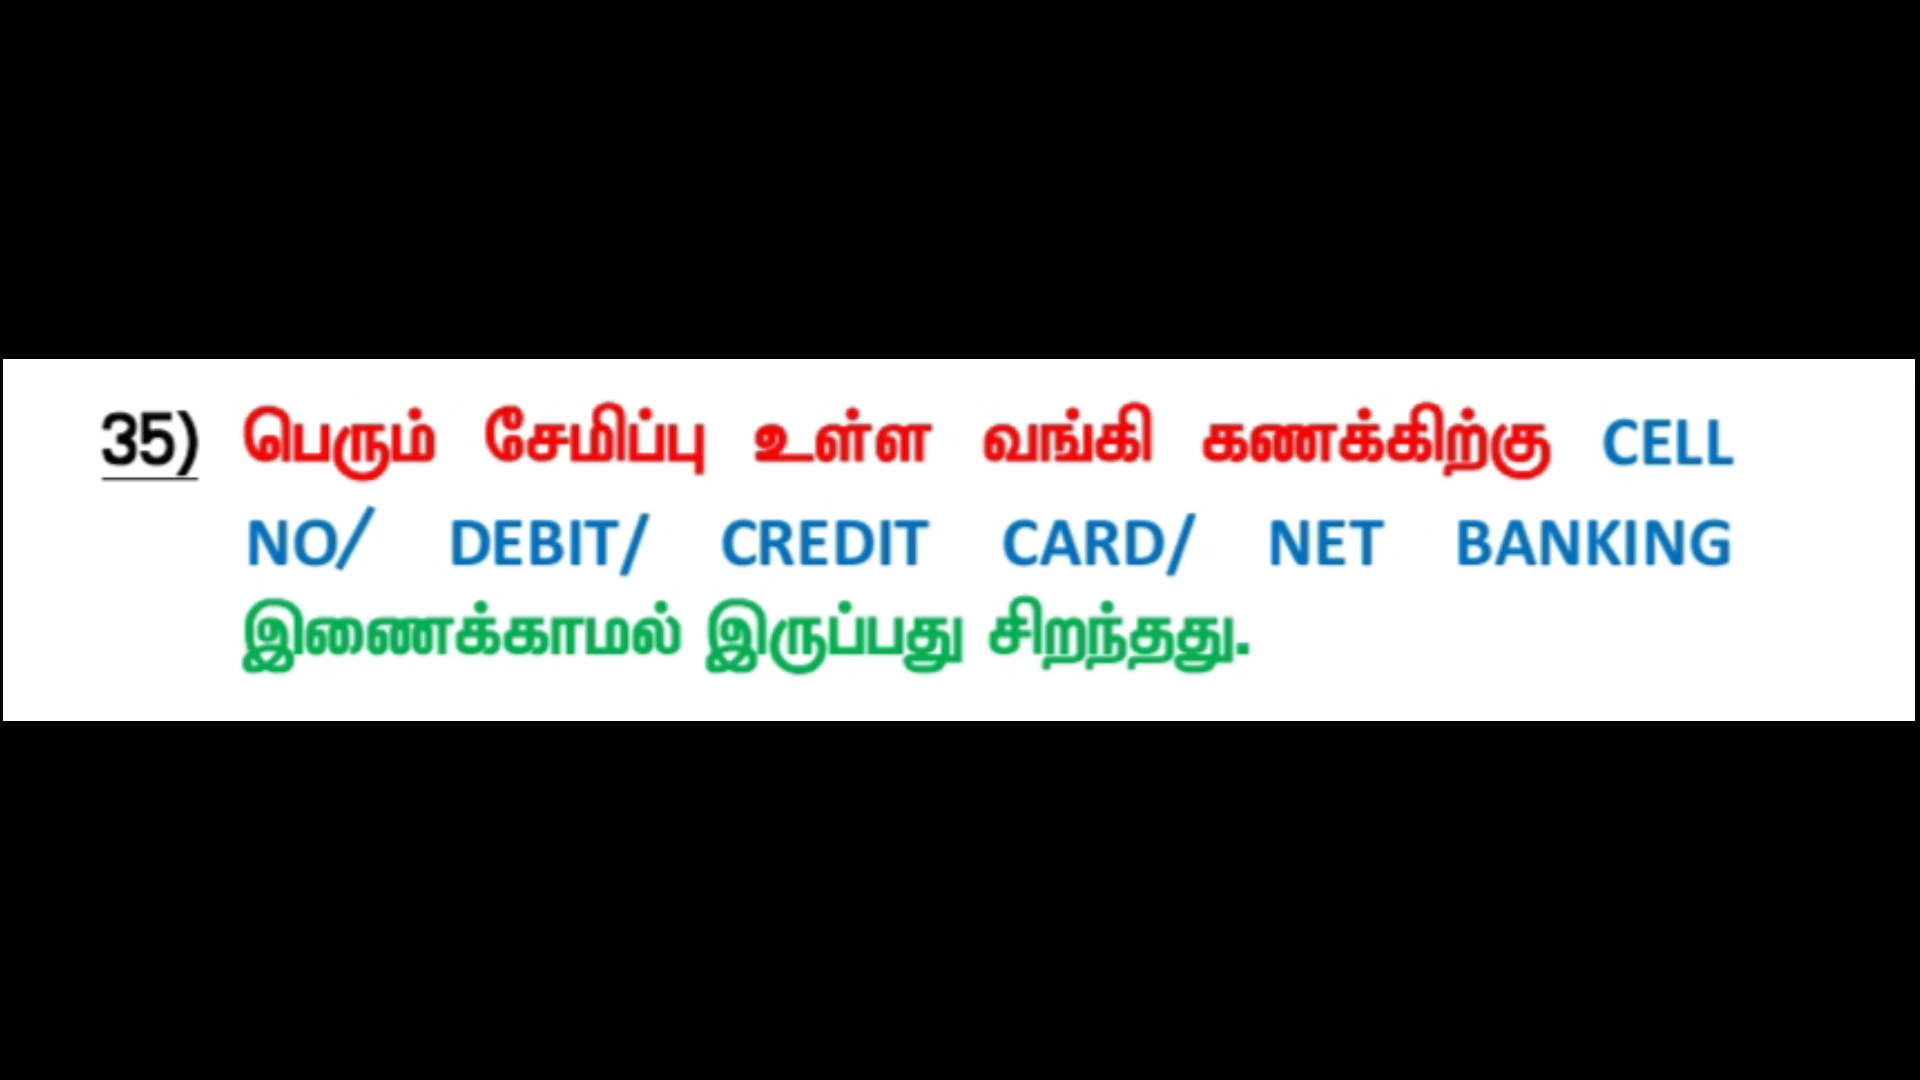 35) பெரும் சேமிப்பு உள்ள வங்கி கணக்கிற்கு CELL
NO/ DEBIT/ CREDIT CARD/ NET BANKING
இணைக்காமல் இருப்பது சிறந்தது.